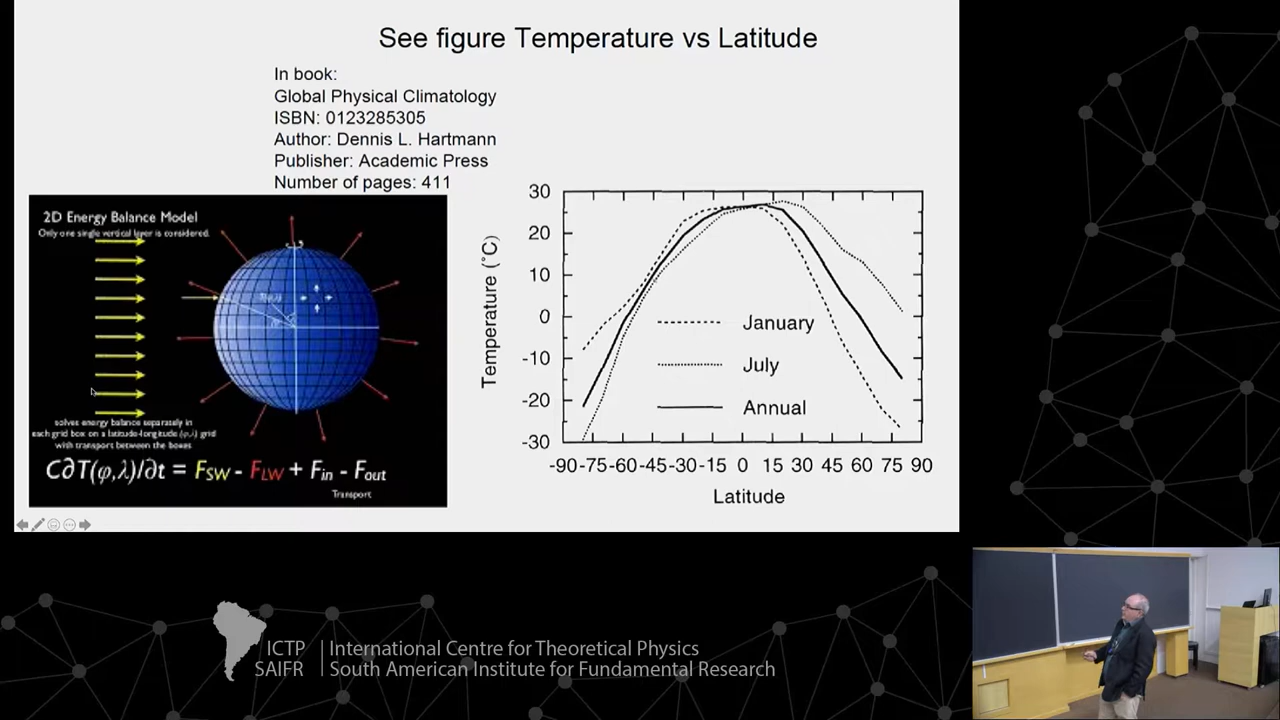 See figure Temperature vs Latitude
In book:
Global Physical Climatology
ISBN: 0123285305
Author: Dennis L. Hartmann
Publisher: Academic Press
Number of pages: 411
2D Energy Balance Model
Only one single vertical layer is considered.
solves energy balance separately in
each grid box on a latitude-longitude (φ,λ) grid
with transport between the boxes
C∂T(φ,λ)/∂t = F_SW - F_LW + F_in - F_out
Transport
30
20
10
0
-10
-20
-30
Temperature (˚C)
January
July
Annual
-90 -75 -60 -45 -30 -15 0 15 30 45 60 75 90
Latitude
ICTP International Centre for Theoretical Physics
SAIFR South American Institute for Fundamental Research